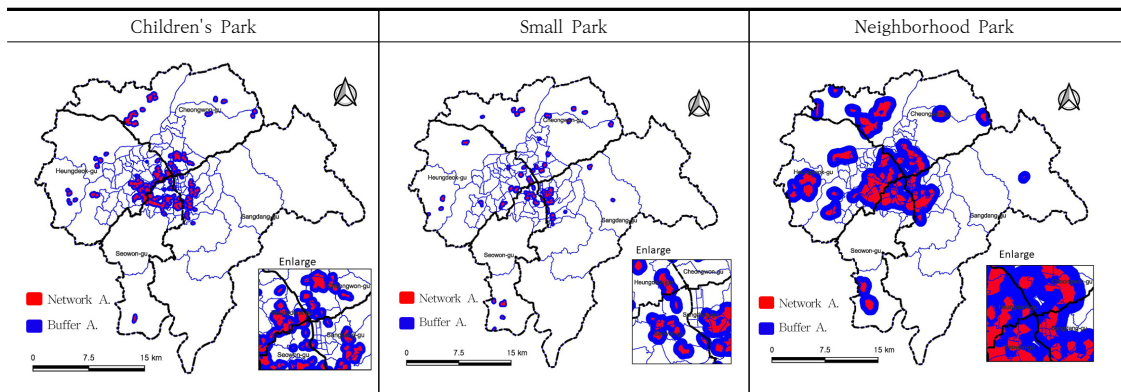 Children's Park
Small Park
Neighborhood Park
Cheongwon-gu
Heungdeok-gu
Sangdang-gu
Seowon-gu
Enlarge
Network A.
Buffer A.
0 7.5 15 km
Cheongwon-gu
Heungdeok-gu
Sangdang-gu
Seowon-gu
Enlarge
Cheongwon-gu
Network A.
Buffer A.
0 7.5 15 km
Sangdang-gu
Seowon-gu
Enlarge
Network A.
Buffer A.
0 7.5 15 km